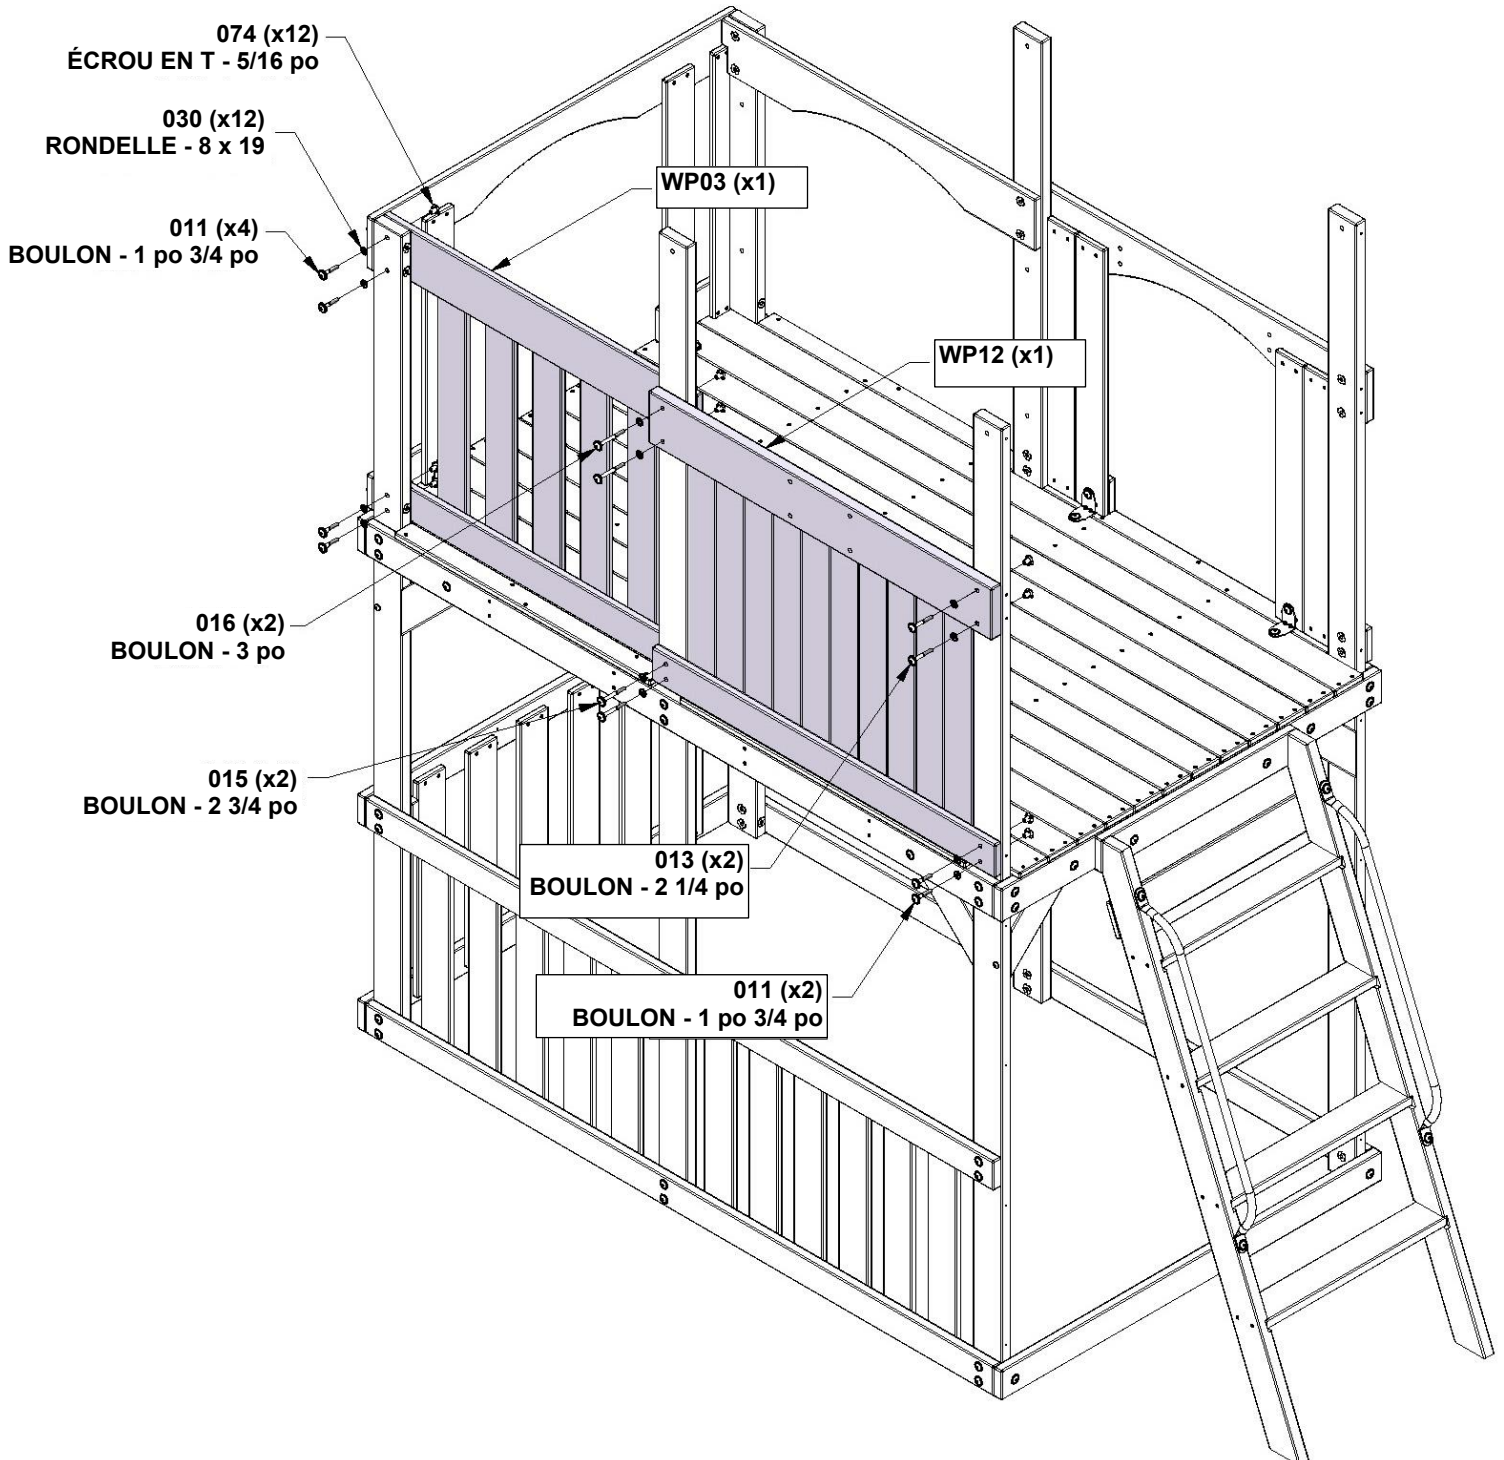 074 (x12)
ÉCROU EN T - 5/16 po
030 (x12)
RONDELLE - 8 x 19
011 (x4)
BOULON - 1 po 3/4 po
WP03 (x1)
WP12 (x1)
016 (x2)
BOULON - 3 po
015 (x2)
BOULON - 2 3/4 po
013 (x2)
BOULON - 2 1/4 po
011 (x2)
BOULON - 1 po 3/4 po